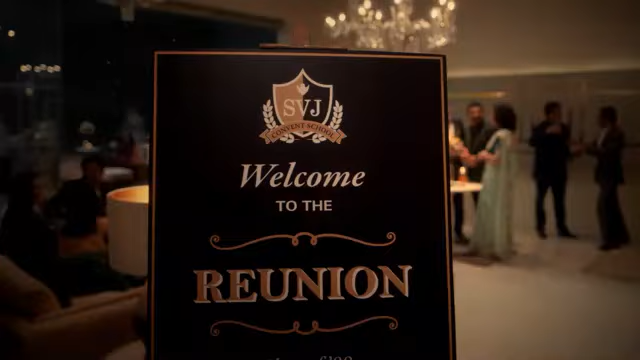 SVJ
CONVENT SCHOOL
Welcome
TO THE
REUNION